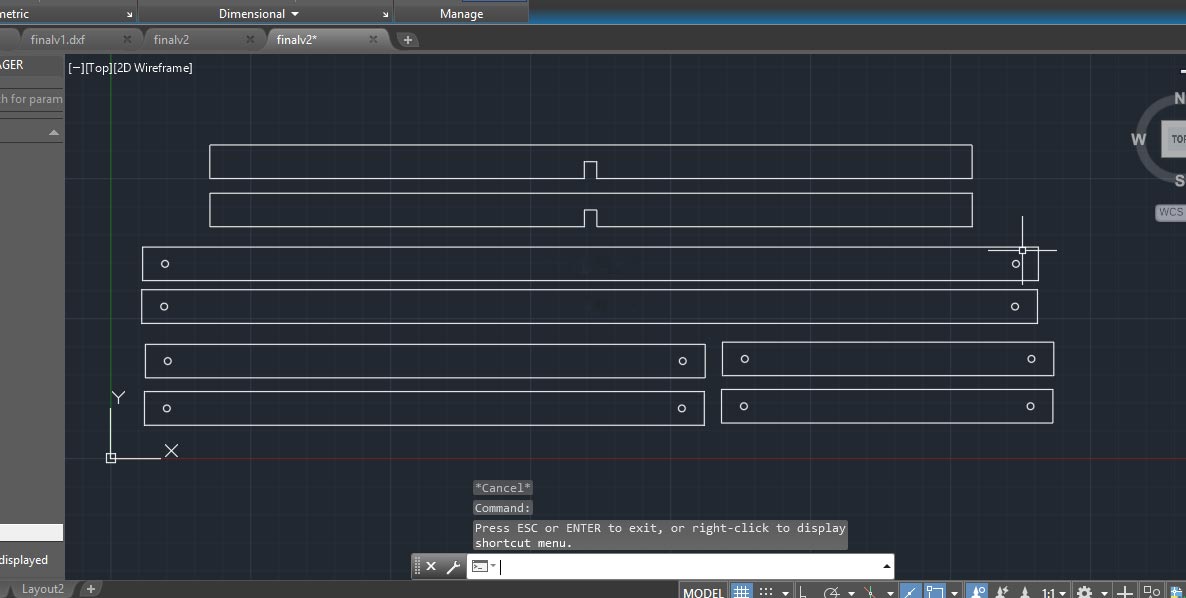 metric
Dimensional
Manage
finalv1.dxf
finalv2
finalv2*
AGER
[−][Top][2D Wireframe]
ch for param
N
W
TOP
S
WCS
Y
X
*Cancel*
Command:
Press ESC or ENTER to exit, or right-click to display
shortcut menu.
displayed
Layout2
MODEL
1:1